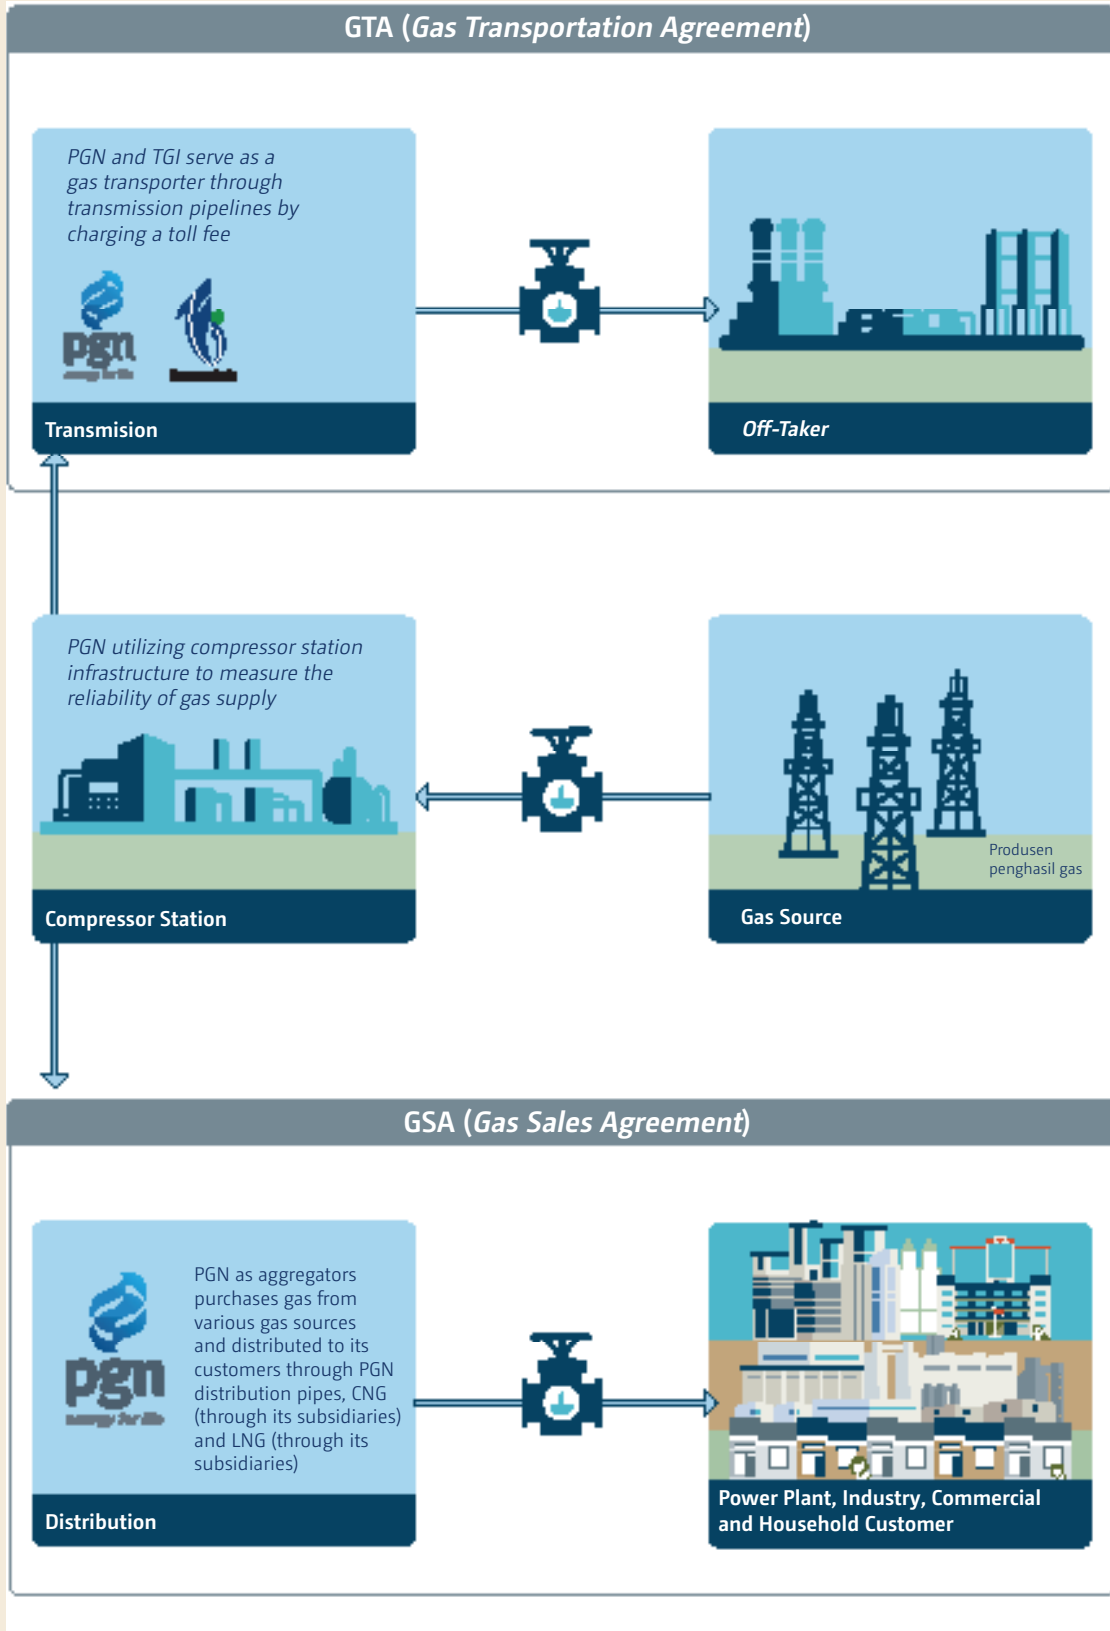 GTA (Gas Transportation Agreement)
PGN and TGI serve as a
gas transporter through
transmission pipelines by
charging a toll fee
pgn
Transmision
Off-Taker
PGN utilizing compressor station
infrastructure to measure the
reliability of gas supply
Compressor Station
Produsen
penghasil gas
Gas Source
GSA (Gas Sales Agreement)
pgn
energy for life
PGN as aggregators
purchases gas from
various gas sources
and distributed to its
customers through PGN
distribution pipes, CNG
(through its subsidiaries)
and LNG (through its
subsidiaries)
Distribution
Power Plant, Industry, Commercial
and Household Customer